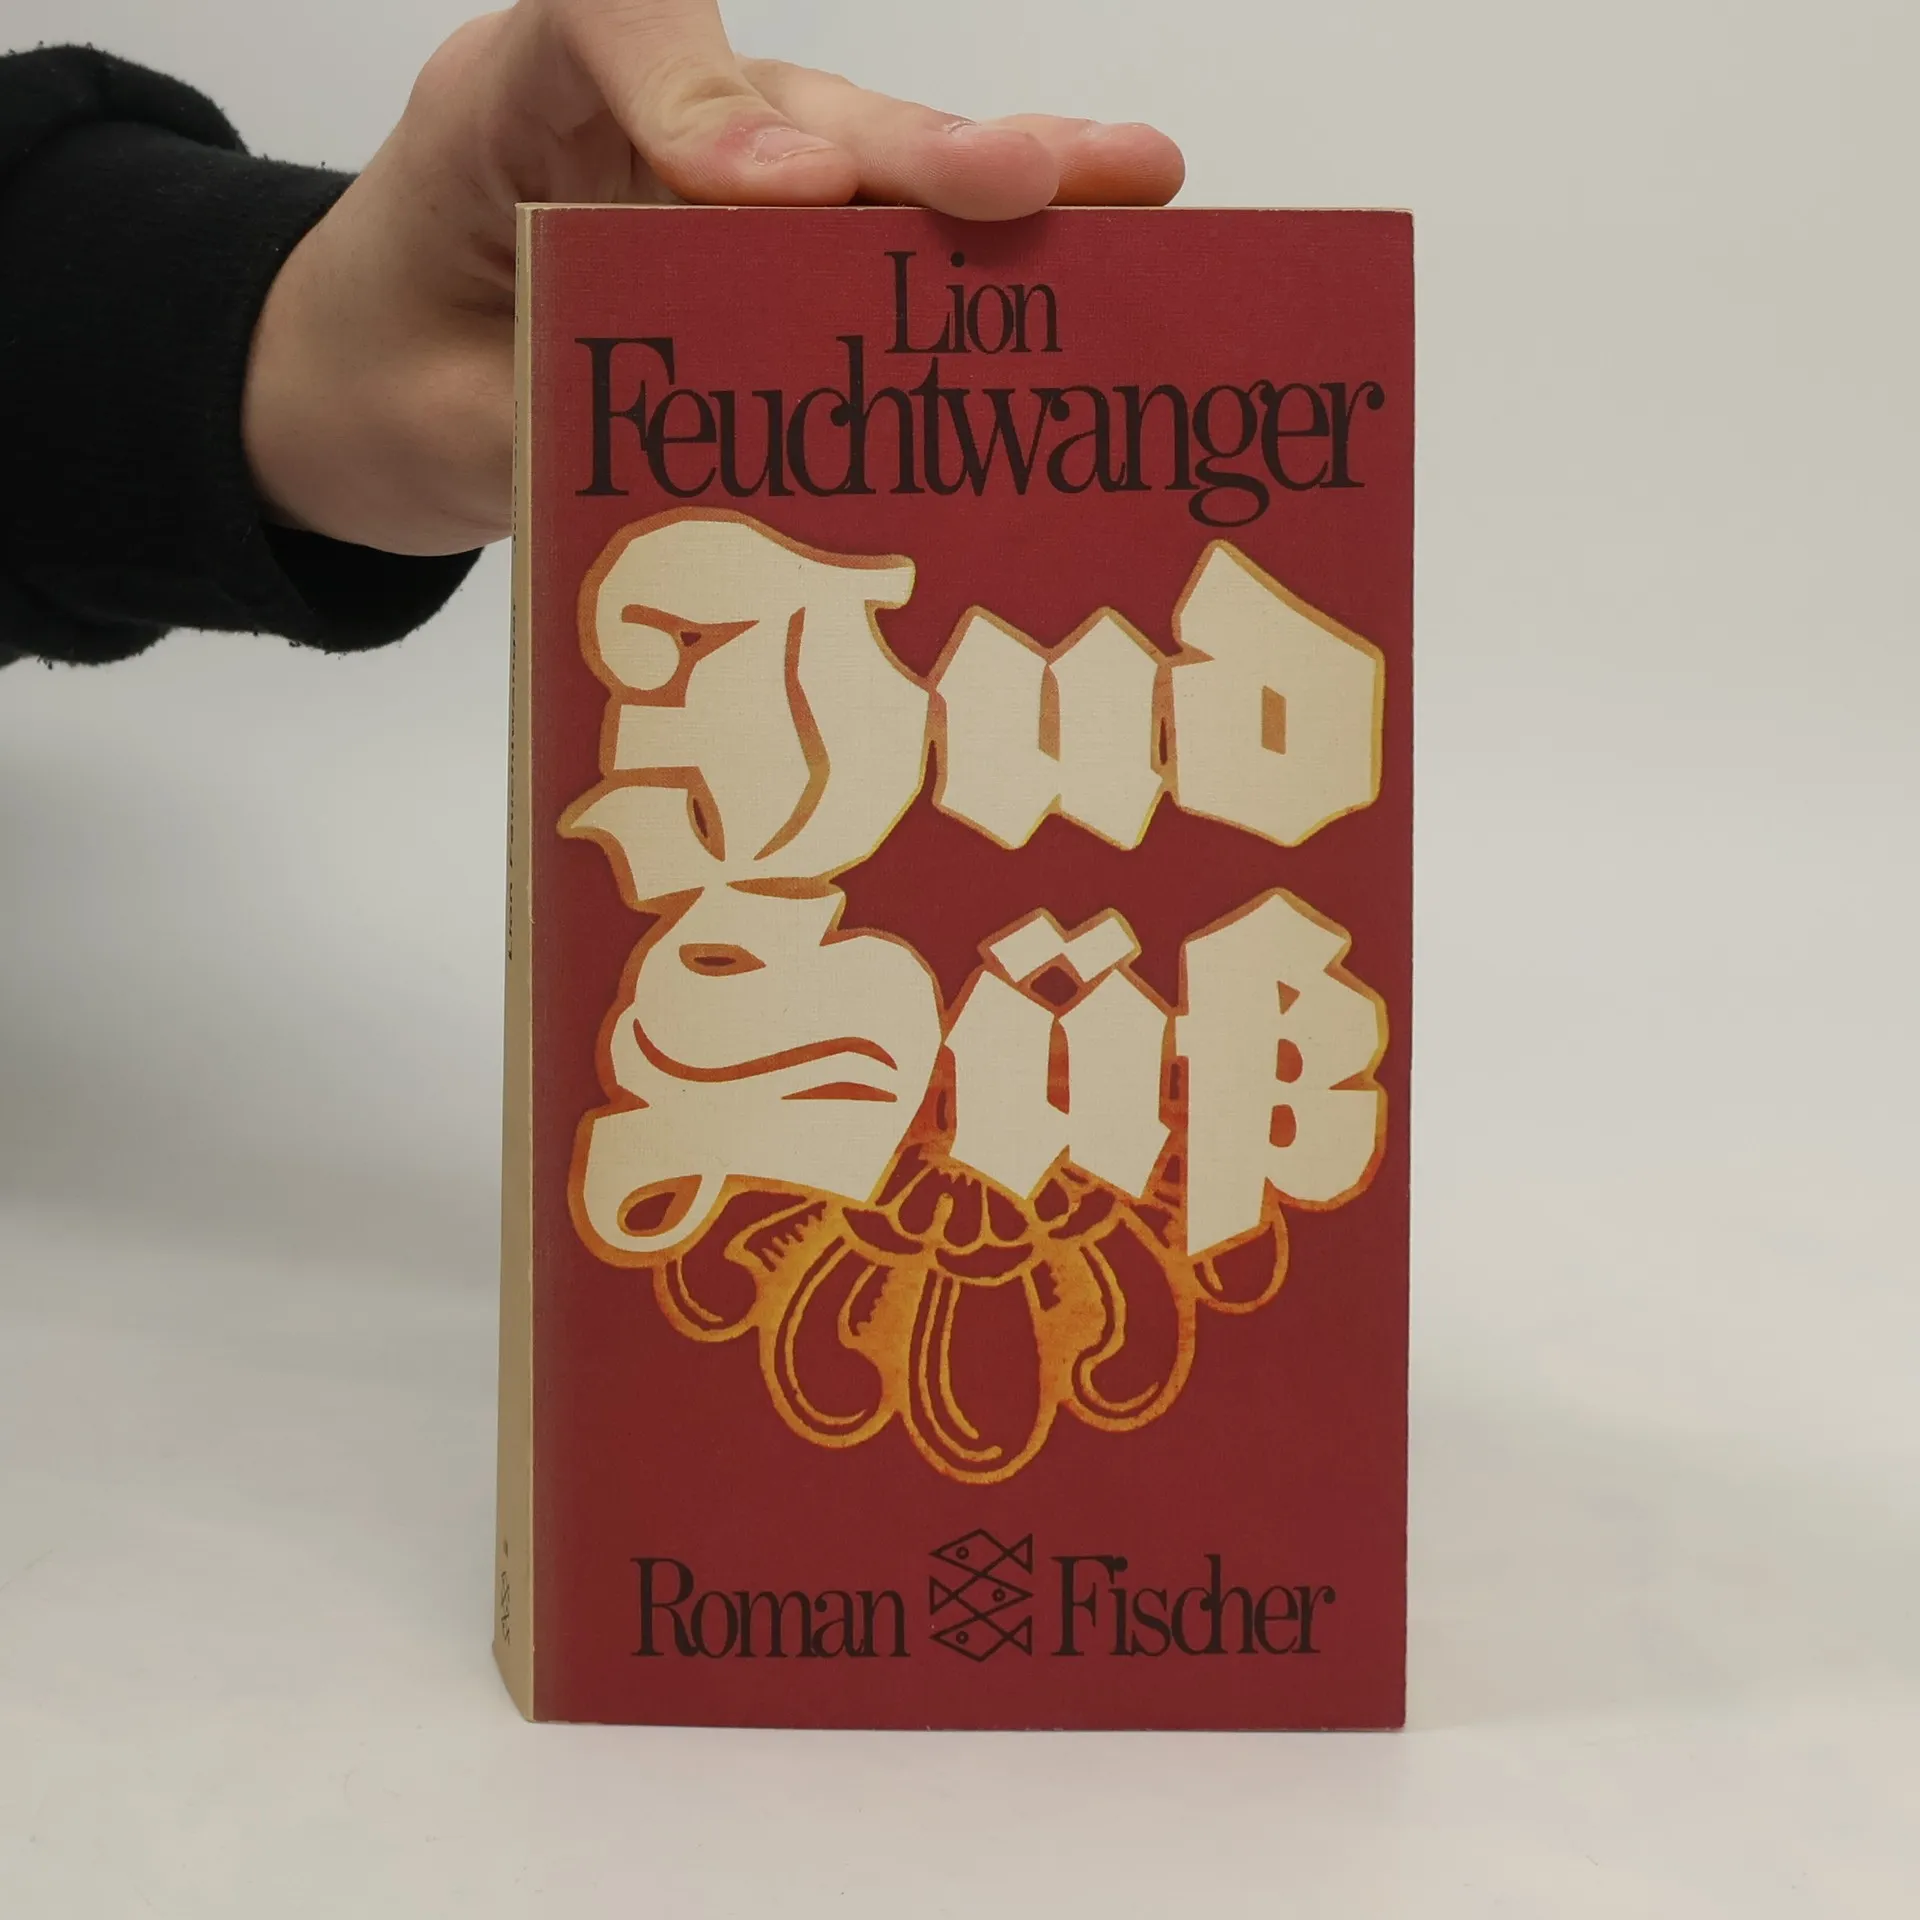 Lion
Feuchtwanger
Jud
Süß
Roman Fischer